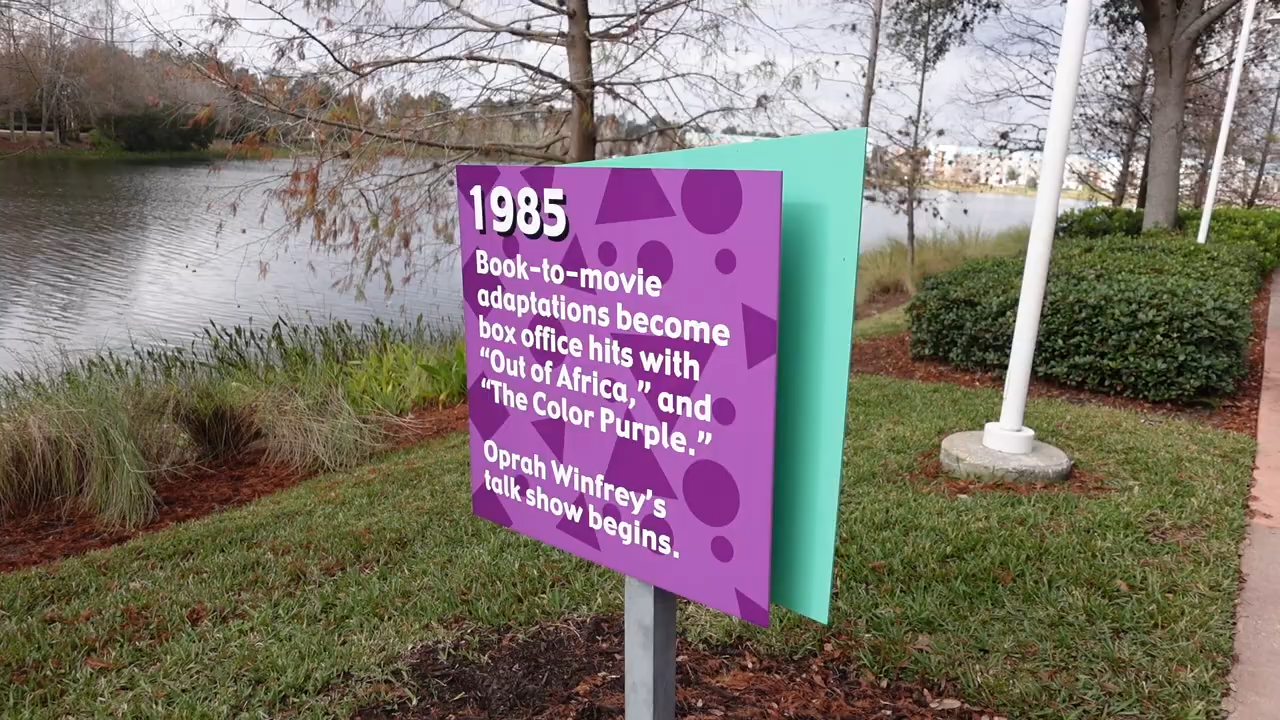 1985
Book-to-movie
adaptations become
box office hits with
“Out of Africa,” and
“The Color Purple.”
Oprah Winfrey’s
talk show begins.